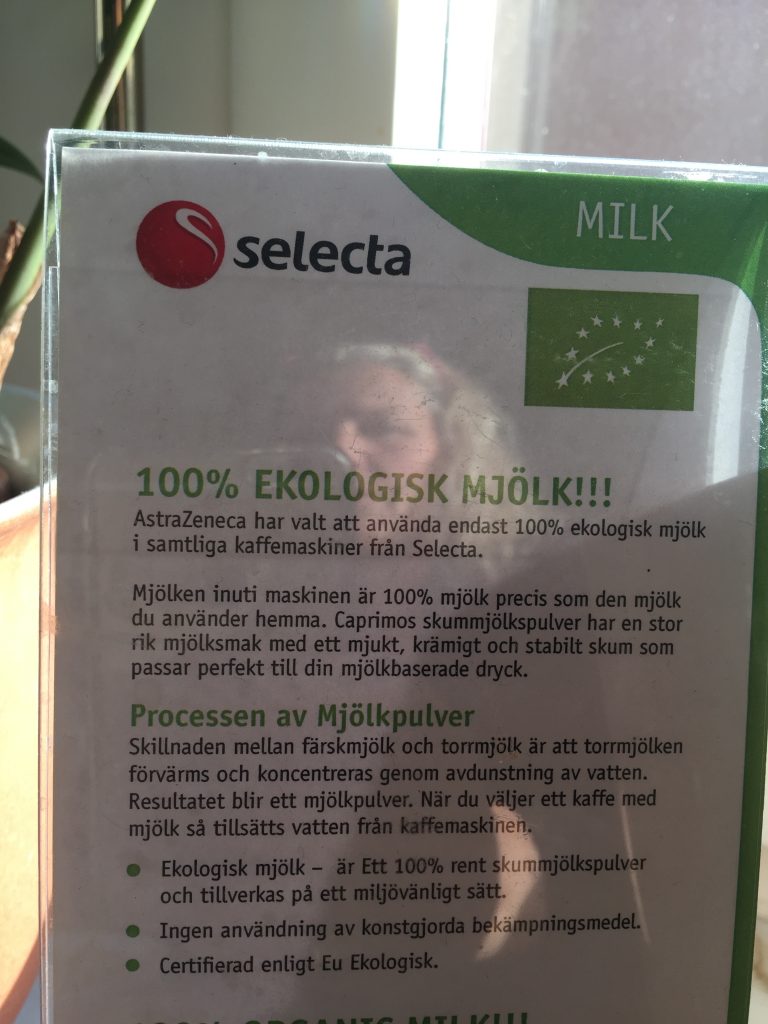 selecta
MILK
100% EKOLOGISK MJÖLK!!!
AstraZeneca har valt att använda endast 100% ekologisk mjölk
i samtliga kaffemaskiner från Selecta.
Mjölken inuti maskinen är 100% mjölk precis som den mjölk
du använder hemma. Caprimos skummjölkspulver har en stor
rik mjölksmak med ett mjukt, krämigt och stabilt skum som
passar perfekt till din mjölkbaserade dryck.
Processen av Mjölkpulver
Skillnaden mellan färskmjölk och torrmjölk är att torrmjölken
förvärms och koncentreras genom avdunstning av vatten.
Resultatet blir ett mjölkpulver. När du väljer ett kaffe med
mjölk så tillsätts vatten från kaffemaskinen.
Ekologisk mjölk – är Ett 100% rent skummjölkspulver
och tillverkas på ett miljövänligt sätt.
Ingen användning av konstgjorda bekämpningsmedel.
Certifierad enligt Eu Ekologisk.
100% ORGANIC MILK!!!